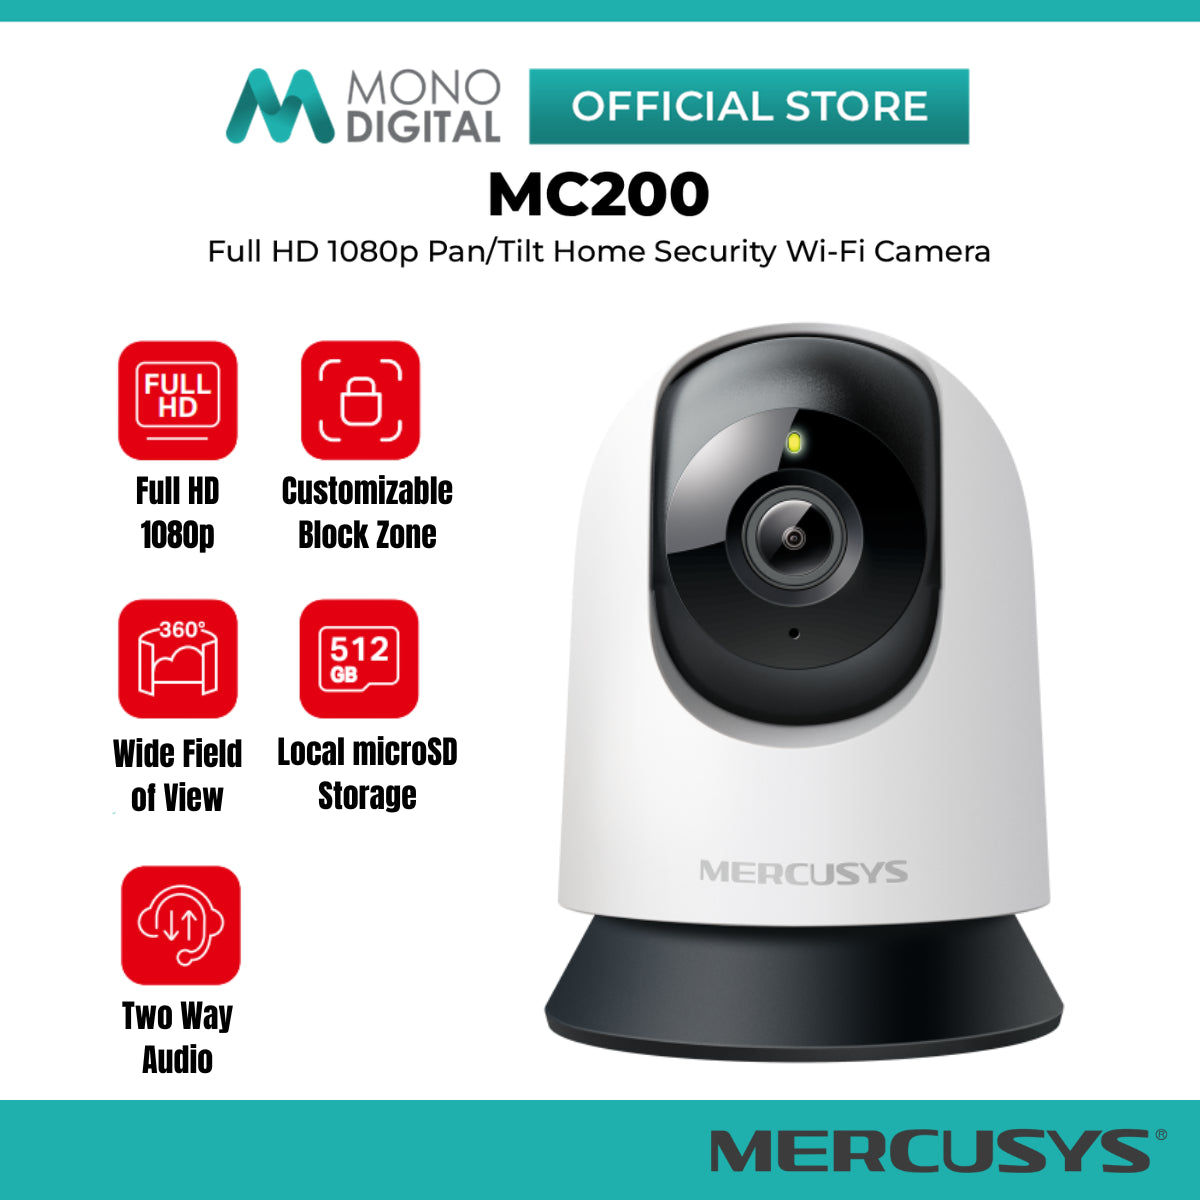 MONO
DIGITAL
OFFICIAL STORE
MC200
Full HD 1080p Pan/Tilt Home Security Wi-Fi Camera
FULL
HD
Full HD
1080p
Customizable
Block Zone
360°
Wide Field
of View
512
GB
Local microSD
Storage
Two Way
Audio
MERCUSYS
MERCUSYS®